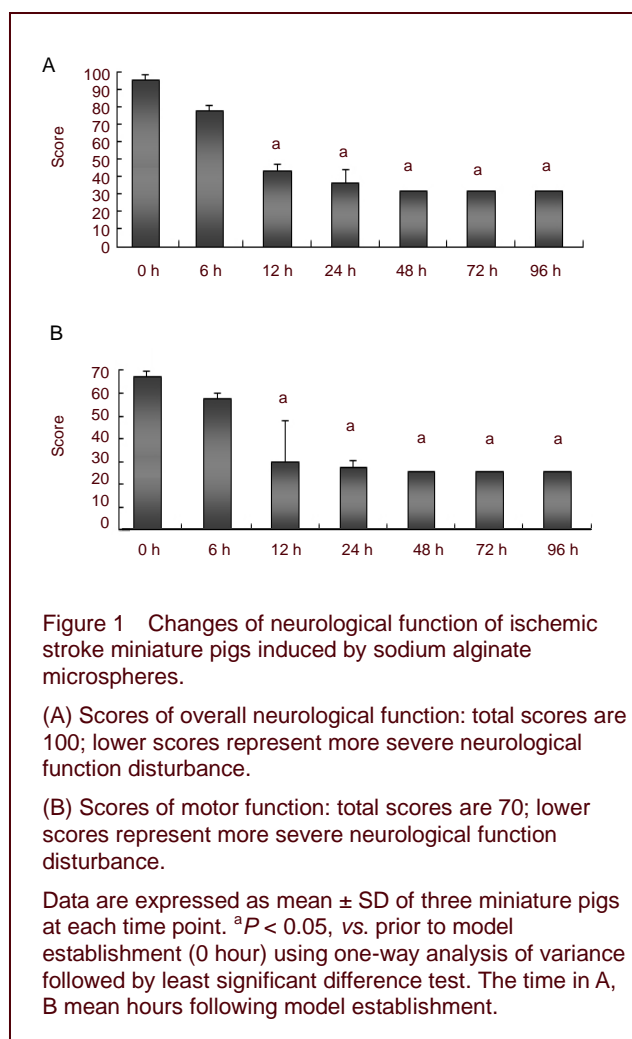 A
100
90
80
70
60
50
40
30
20
10
0
Score
a a a a a
0 h 6 h 12 h 24 h 48 h 72 h 96 h
B
70
60
50
40
30
20
10
0
Score
a a a a a
0 h 6 h 12 h 24 h 48 h 72 h 96 h
Figure 1 Changes of neurological function of ischemic
stroke miniature pigs induced by sodium alginate
microspheres.
(A) Scores of overall neurological function: total scores are
100; lower scores represent more severe neurological
function disturbance.
(B) Scores of motor function: total scores are 70; lower
scores represent more severe neurological function
disturbance.
Data are expressed as mean ± SD of three miniature pigs
at each time point. ᵃP < 0.05, vs. prior to model
establishment (0 hour) using one-way analysis of variance
followed by least significant difference test. The time in A,
B mean hours following model establishment.